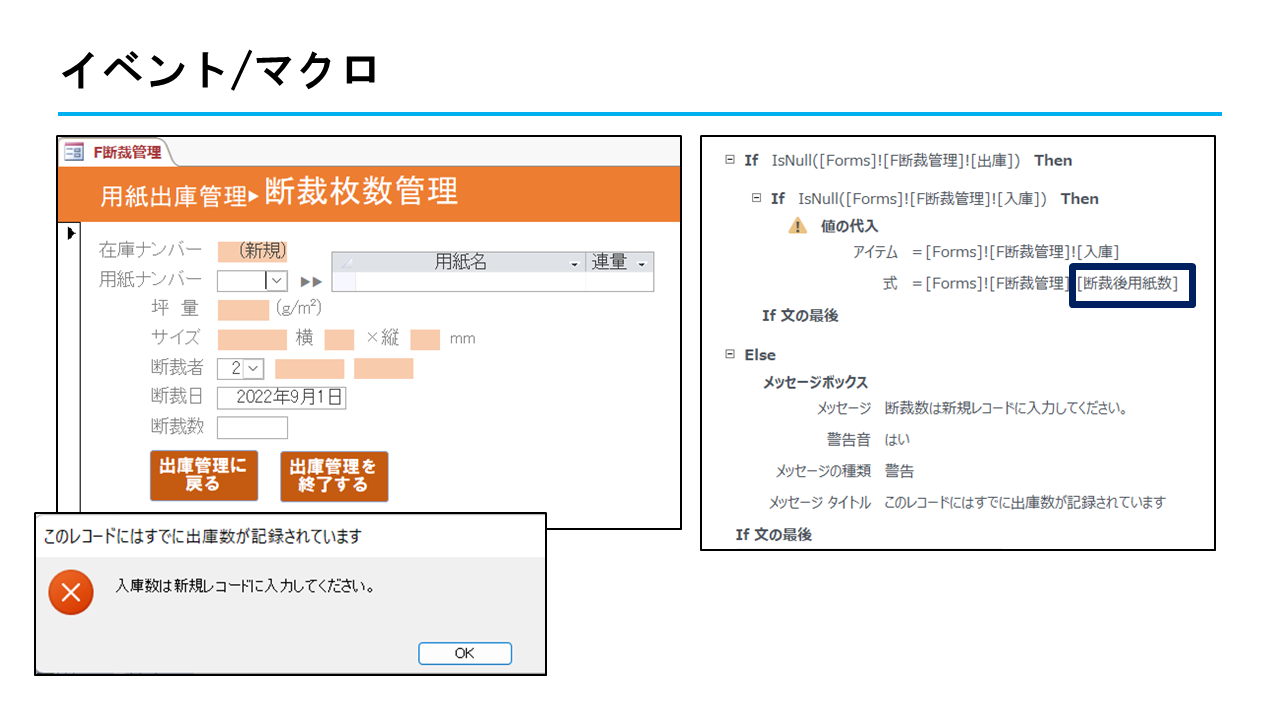 イベント/マクロ
F断裁管理
用紙出庫管理▶断裁枚数管理
在庫ナンバー (新規)
用紙ナンバー ▶▶ 用紙名 連量
坪 量 (g/m²)
サイズ 横 ×縦 mm
断裁者 2
断裁日 2022年9月1日
断裁数
出庫管理に
戻る
出庫管理を
終了する
このレコードにはすでに出庫数が記録されています
入庫数は新規レコードに入力してください。
OK
If IsNull([Forms]![F断裁管理]![出庫]) Then
If IsNull([Forms]![F断裁管理]![入庫]) Then
値の代入
アイテム = [Forms]![F断裁管理]![入庫]
式 = [Forms]![F断裁管理] [断裁後用紙数]
If 文の最後
Else
メッセージボックス
メッセージ 断裁数は新規レコードに入力してください。
警告音 はい
メッセージの種類 警告
メッセージ タイトル このレコードにはすでに出庫数が記録されています
If 文の最後